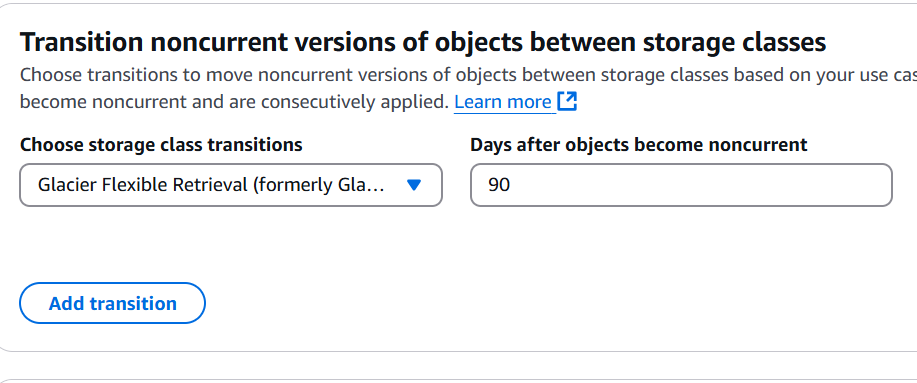 Transition noncurrent versions of objects between storage classes
Choose transitions to move noncurrent versions of objects between storage classes based on your use
become noncurrent and are consecutively applied. Learn more
Choose storage class transitions
Days after objects become noncurrent
Glacier Flexible Retrieval (formerly Gla...
90
Add transition